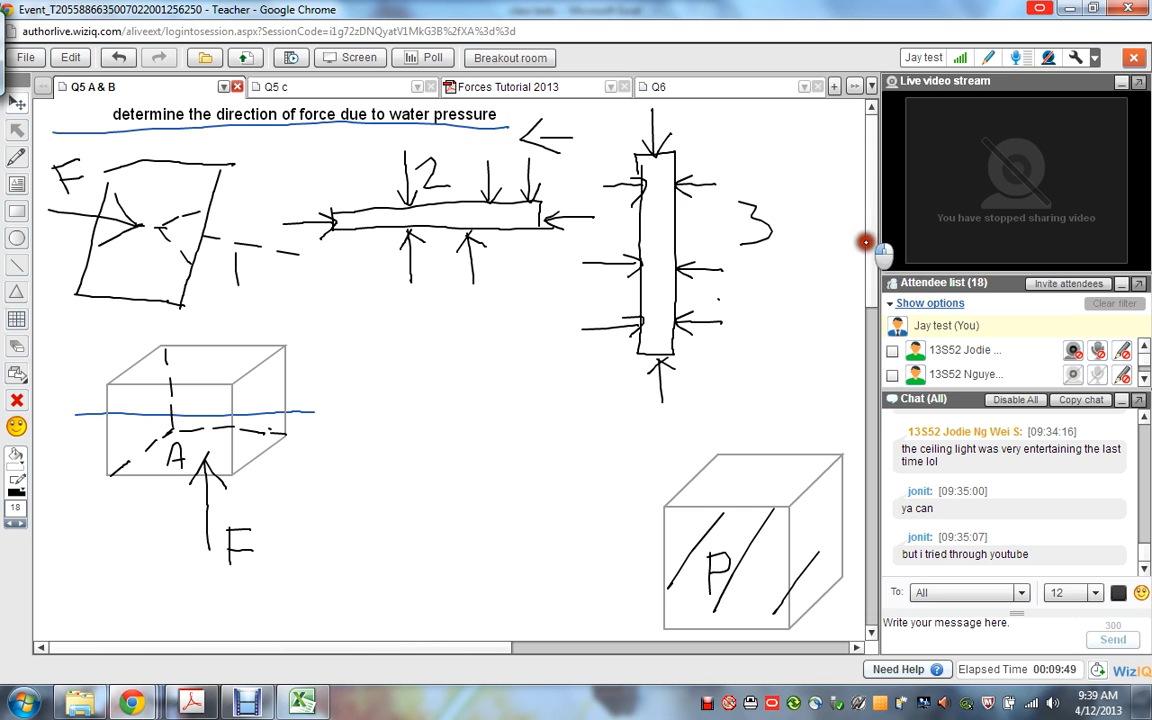 Event_T2055886635007022001256250 - Teacher - Google Chrome
authorlive.wiziq.com/aliveext/logintosession.aspx?SessionCode=i1g72zDNQyatV1MkG3B%2fXA%3d%3d
File Edit Screen Poll Breakout room Jay test
Q5 A & B Q5 c Forces Tutorial 2013 Q6
determine the direction of force due to water pressure
F
2
3
1
A
F
P
18
Live video stream
You have stopped sharing video
Attendee list (18) Invite attendees
Show options Clear filter
Jay test (You)
13S52 Jodie ...
13S52 Nguye...
Chat (All) Disable All Copy chat
13S52 Jodie Ng Wei S: [09:34:16]
the ceiling light was very entertaining the last
time lol
jonit: [09:35:00]
ya can
jonit: [09:35:07]
but i tried through youtube
To: All 12
Write your message here.
300
Send
Need Help ? Elapsed Time 00:09:49 WizIQ
9:39 AM
4/12/2013